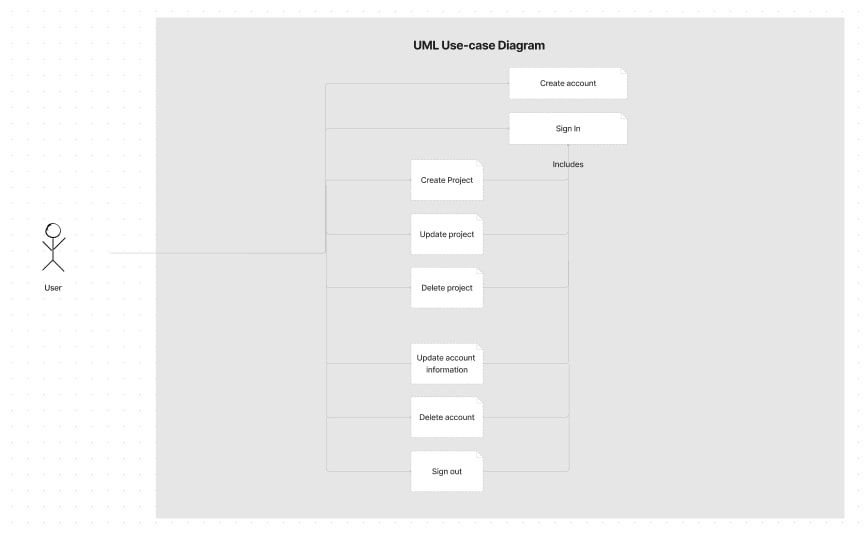 UML Use-case Diagram
Create account
Sign In
Includes
Create Project
Update project
Delete project
User
Update account
information
Delete account
Sign out